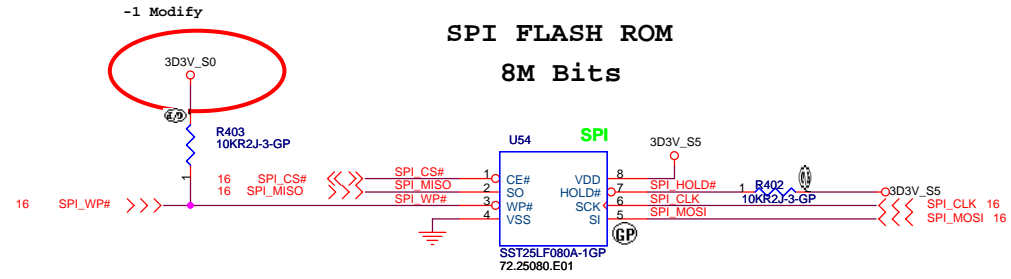 -1 Modify
SPI FLASH ROM
8M Bits
3D3V_S0
R403
10KR2J-3-GP
1
U54
SPI
3D3V_S5
16 SPI_CS#
16 SPI_MISO
16 SPI_WP#
SPI_CS#
SPI_MISO
SPI_WP#
1 CE#
2 SO
3 WP#
4 VSS
VDD 8
HOLD# 7
SCK 6
SI 5
SPI_HOLD#
SPI_CLK
SPI_MOSI
1 R402
10KR2J-3-GP
3D3V_S5
SPI_CLK 16
SPI_MOSI 16
GP
SST25LF080A-1GP
72.25080.E01